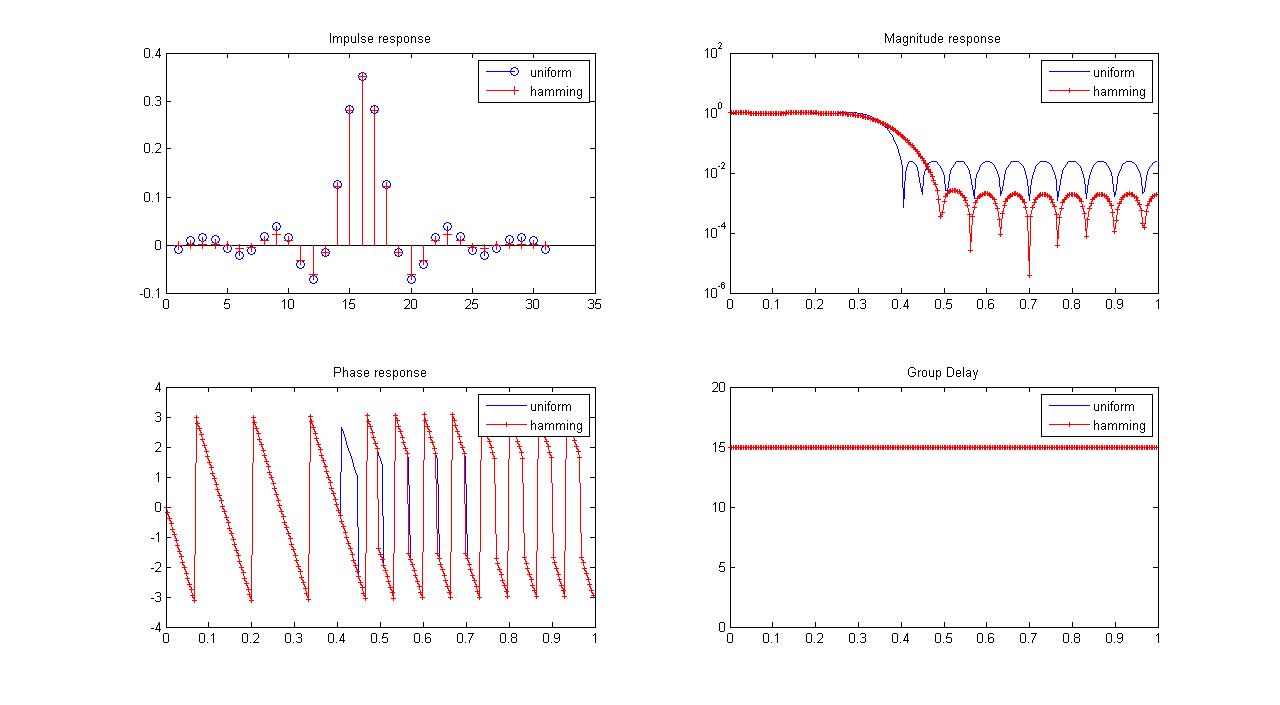 Impulse response
0.4
0.3
0.2
0.1
0
-0.1
0 5 10 15 20 25 30 35
uniform
hamming
Magnitude response
10^2
10^0
10^-2
10^-4
10^-6
0 0.1 0.2 0.3 0.4 0.5 0.6 0.7 0.8 0.9 1
uniform
hamming
Phase response
4
3
2
1
0
-1
-2
-3
-4
0 0.1 0.2 0.3 0.4 0.5 0.6 0.7 0.8 0.9 1
uniform
hamming
Group Delay
20
15
10
5
0
0 0.1 0.2 0.3 0.4 0.5 0.6 0.7 0.8 0.9 1
uniform
hamming